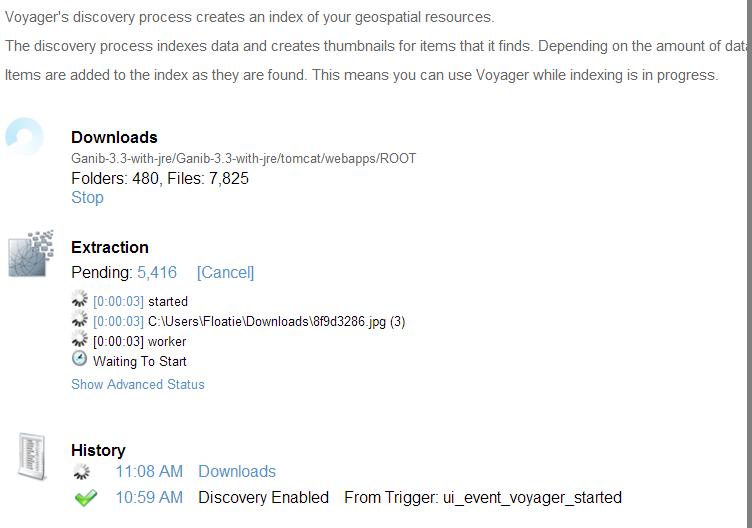 Voyager's discovery process creates an index of your geospatial resources.
The discovery process indexes data and creates thumbnails for items that it finds. Depending on the amount of
Items are added to the index as they are found. This means you can use Voyager while indexing is in progress.
Downloads
Ganib-3.3-with-jre/Ganib-3.3-with-jre/tomcat/webapps/ROOT
Folders: 480, Files: 7,825
Stop
Extraction
Pending: 5,416 [Cancel]
[0:00:03] started
[0:00:03] C:\Users\Floatie\Downloads\8f9d3286.jpg (3)
[0:00:03] worker
Waiting To Start
Show Advanced Status
History
11:08 AM Downloads
10:59 AM Discovery Enabled From Trigger: ui_event_voyager_started